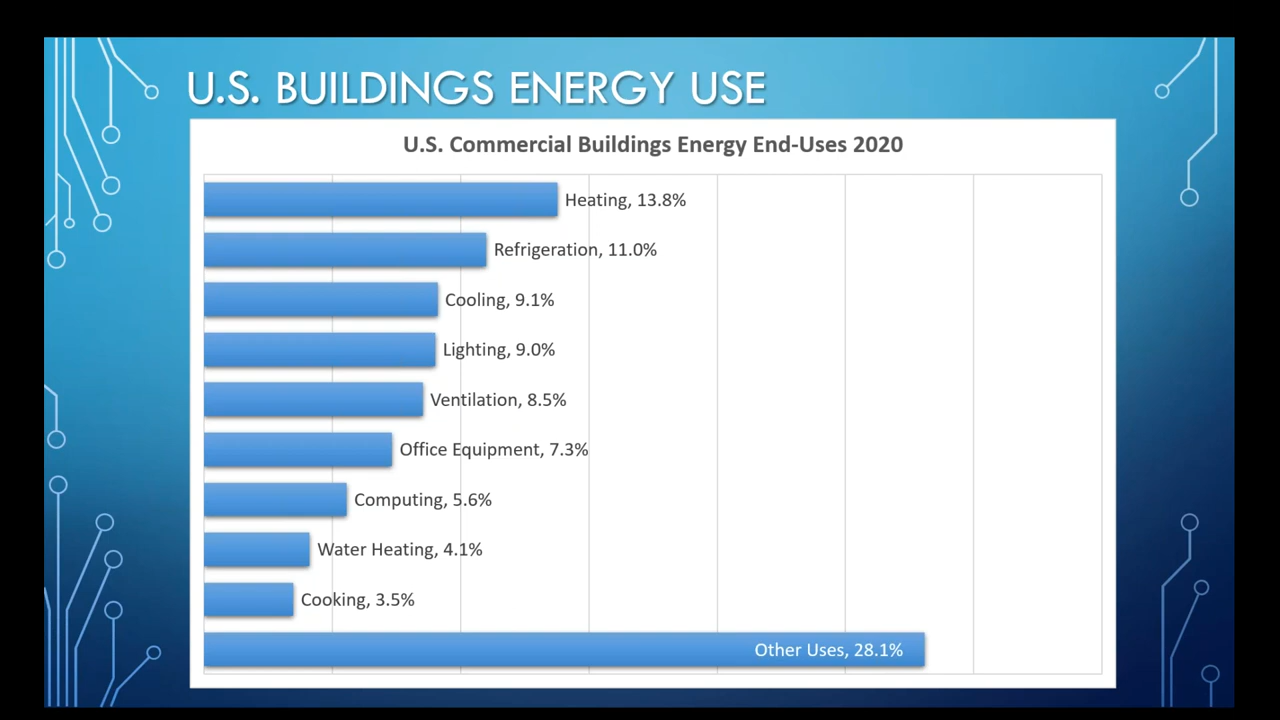 U.S. BUILDINGS ENERGY USE
U.S. Commercial Buildings Energy End-Uses 2020
Heating, 13.8%
Refrigeration, 11.0%
Cooling, 9.1%
Lighting, 9.0%
Ventilation, 8.5%
Office Equipment, 7.3%
Computing, 5.6%
Water Heating, 4.1%
Cooking, 3.5%
Other Uses, 28.1%